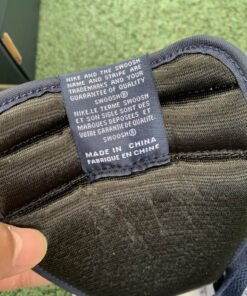 NIKE AND THE SWOOSH
NAME AND STRIPE ARE
TRADEMARKS AND YOUR
GUARANTEE OF QUALITY
SWOOSH®
NIKE, LE TERME SWOOSH
ET SON SIGLE SONT DES
MARQUES DEPOSEES ET
VOTRE GUARANTIE DE
QUALITE
SWOOSH®
MADE IN CHINA
FABRIQUE EN CHINE